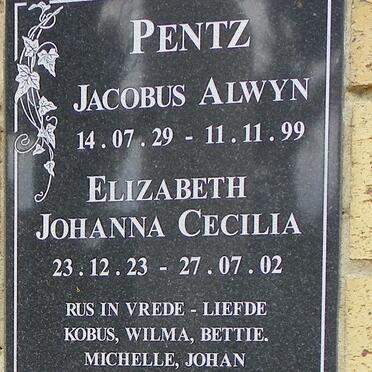 PENTZ
JACOBUS ALWYN
14.07.29 - 11.11.99
ELIZABETH
JOHANNA CECILIA
23.12.23 - 27.07.02
RUS IN VREDE - LIEFDE
KOBUS, WILMA, BETTIE.
MICHELLE, JOHAN